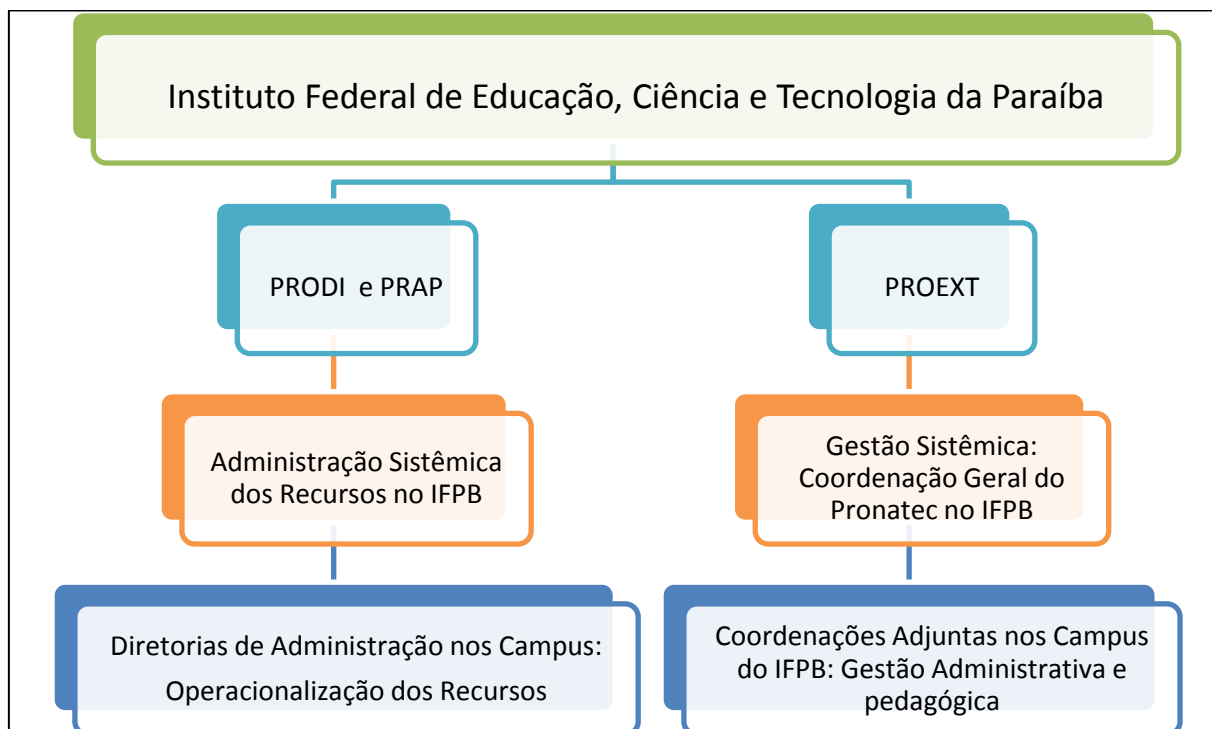 Instituto Federal de Educação, Ciência e Tecnologia da Paraíba
PRODI e PRAP
PROEXT
Administração Sistêmica
dos Recursos no IFPB
Gestão Sistêmica:
Coordenação Geral do
Pronatec no IFPB
Diretorias de Administração nos Campus:
Operacionalização dos Recursos
Coordenações Adjuntas nos Campus
do IFPB: Gestão Administrativa e
pedagógica